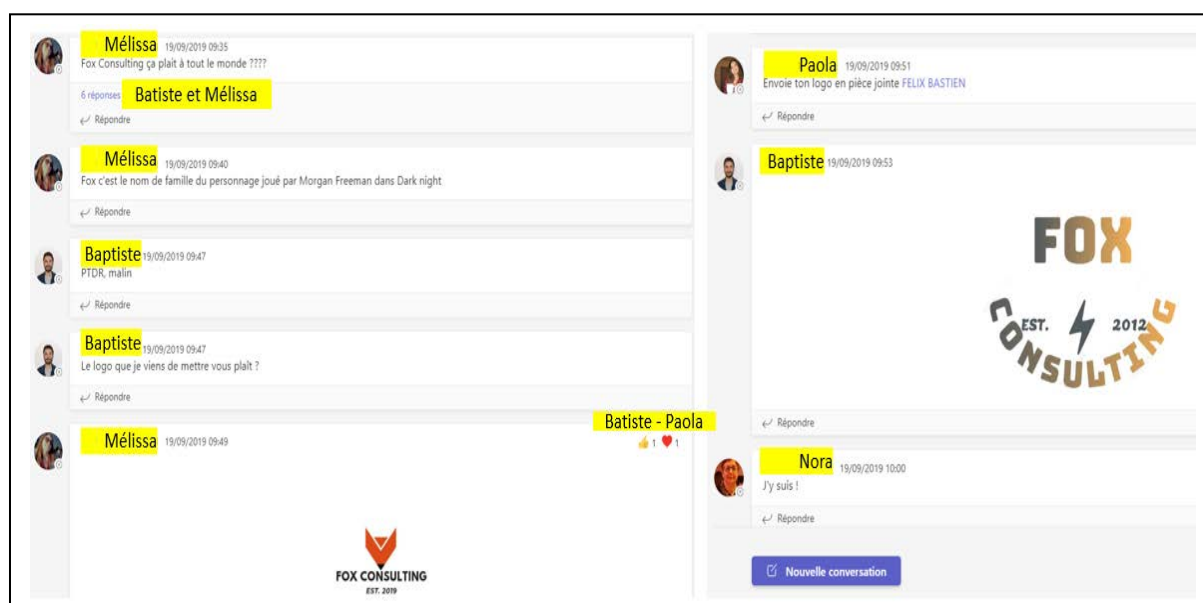 Mélissa 19/09/2019 09:35
Fox Consulting ça plait à tout le monde ????
6 réponses Batiste et Mélissa
Répondre
Mélissa 19/09/2019 09:40
Fox c'est le nom de famille du personnage joué par Morgan Freeman dans Dark night
Répondre
Baptiste 19/09/2019 09:47
PTDR, malin
Répondre
Baptiste 19/09/2019 09:47
Le logo que je viens de mettre vous plaît ?
Répondre
Batiste - Paola
Mélissa 19/09/2019 09:49
1 1
FOX CONSULTING
EST. 2019
Paola 19/09/2019 09:51
Envoie ton logo en pièce jointe FELIX BASTIEN
Répondre
Baptiste 19/09/2019 09:53
FOX
EST. 2012
CONSULTING
Répondre
Nora 19/09/2019 10:00
J'y suis !
Répondre
Nouvelle conversation